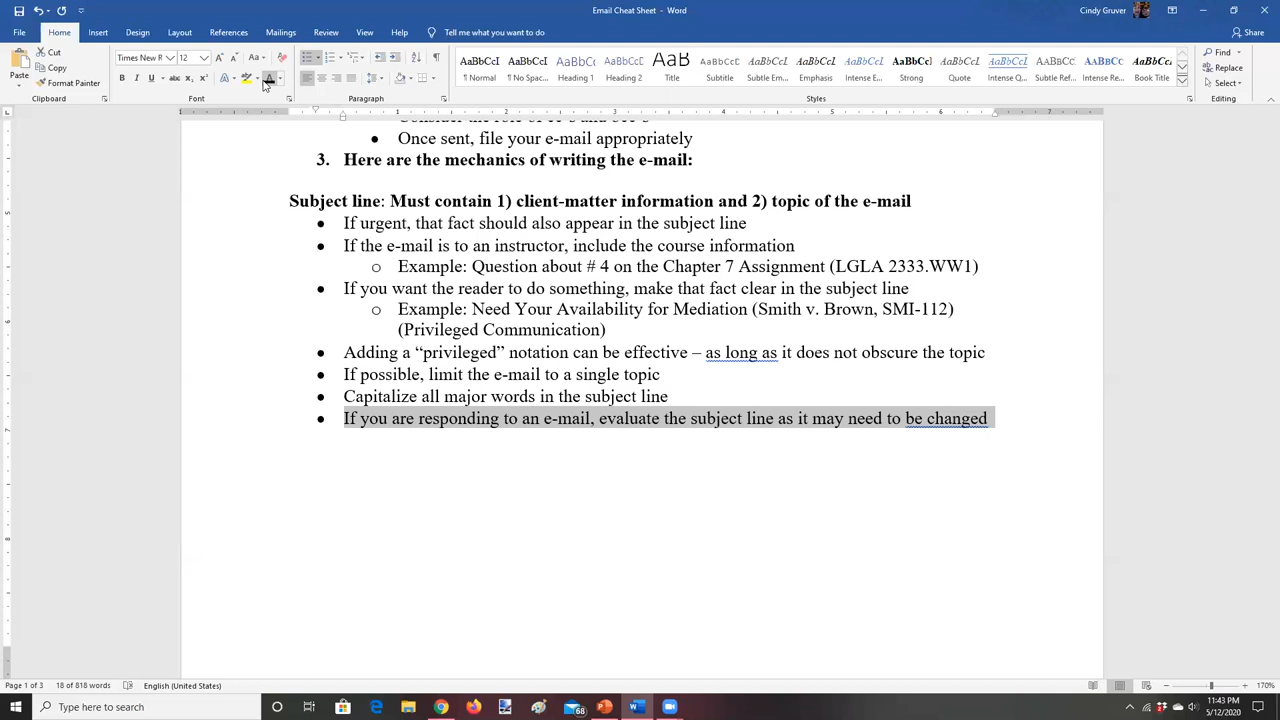 Email Cheat Sheet - Word
Cindy Gruver
File Home Insert Design Layout References Mailings Review View Help Tell me what you want to do Share
Paste
Cut
Copy
Format Painter
Clipboard
Times New R 12
Font
Paragraph
AaBbCcI AaBbCcI AaBbCc AaBbCcC AaB AaBbCcD AaBbCcI AaBbCcI AaBbCcI AaBbCc AaBbCcI AaBbCcI AaBbCcI AaBbCcI AaBbCcI
¶ Normal ¶ No Spac... Heading 1 Heading 2 Title Subtitle Subtle Em... Emphasis Intense E... Strong Quote Intense Q... Subtle Ref... Intense Re... Book Title
Styles
Find
Replace
Select
Editing
• Once sent, file your e-mail appropriately
3. Here are the mechanics of writing the e-mail:
Subject line: Must contain 1) client-matter information and 2) topic of the e-mail
• If urgent, that fact should also appear in the subject line
• If the e-mail is to an instructor, include the course information
o Example: Question about # 4 on the Chapter 7 Assignment (LGLA 2333.WW1)
• If you want the reader to do something, make that fact clear in the subject line
o Example: Need Your Availability for Mediation (Smith v. Brown, SMI-112)
(Privileged Communication)
• Adding a “privileged” notation can be effective – as long as it does not obscure the topic
• If possible, limit the e-mail to a single topic
• Capitalize all major words in the subject line
• If you are responding to an e-mail, evaluate the subject line as it may need to be changed
Page 1 of 3 18 of 818 words English (United States) 170%
Type here to search
68
11:43 PM
5/12/2020